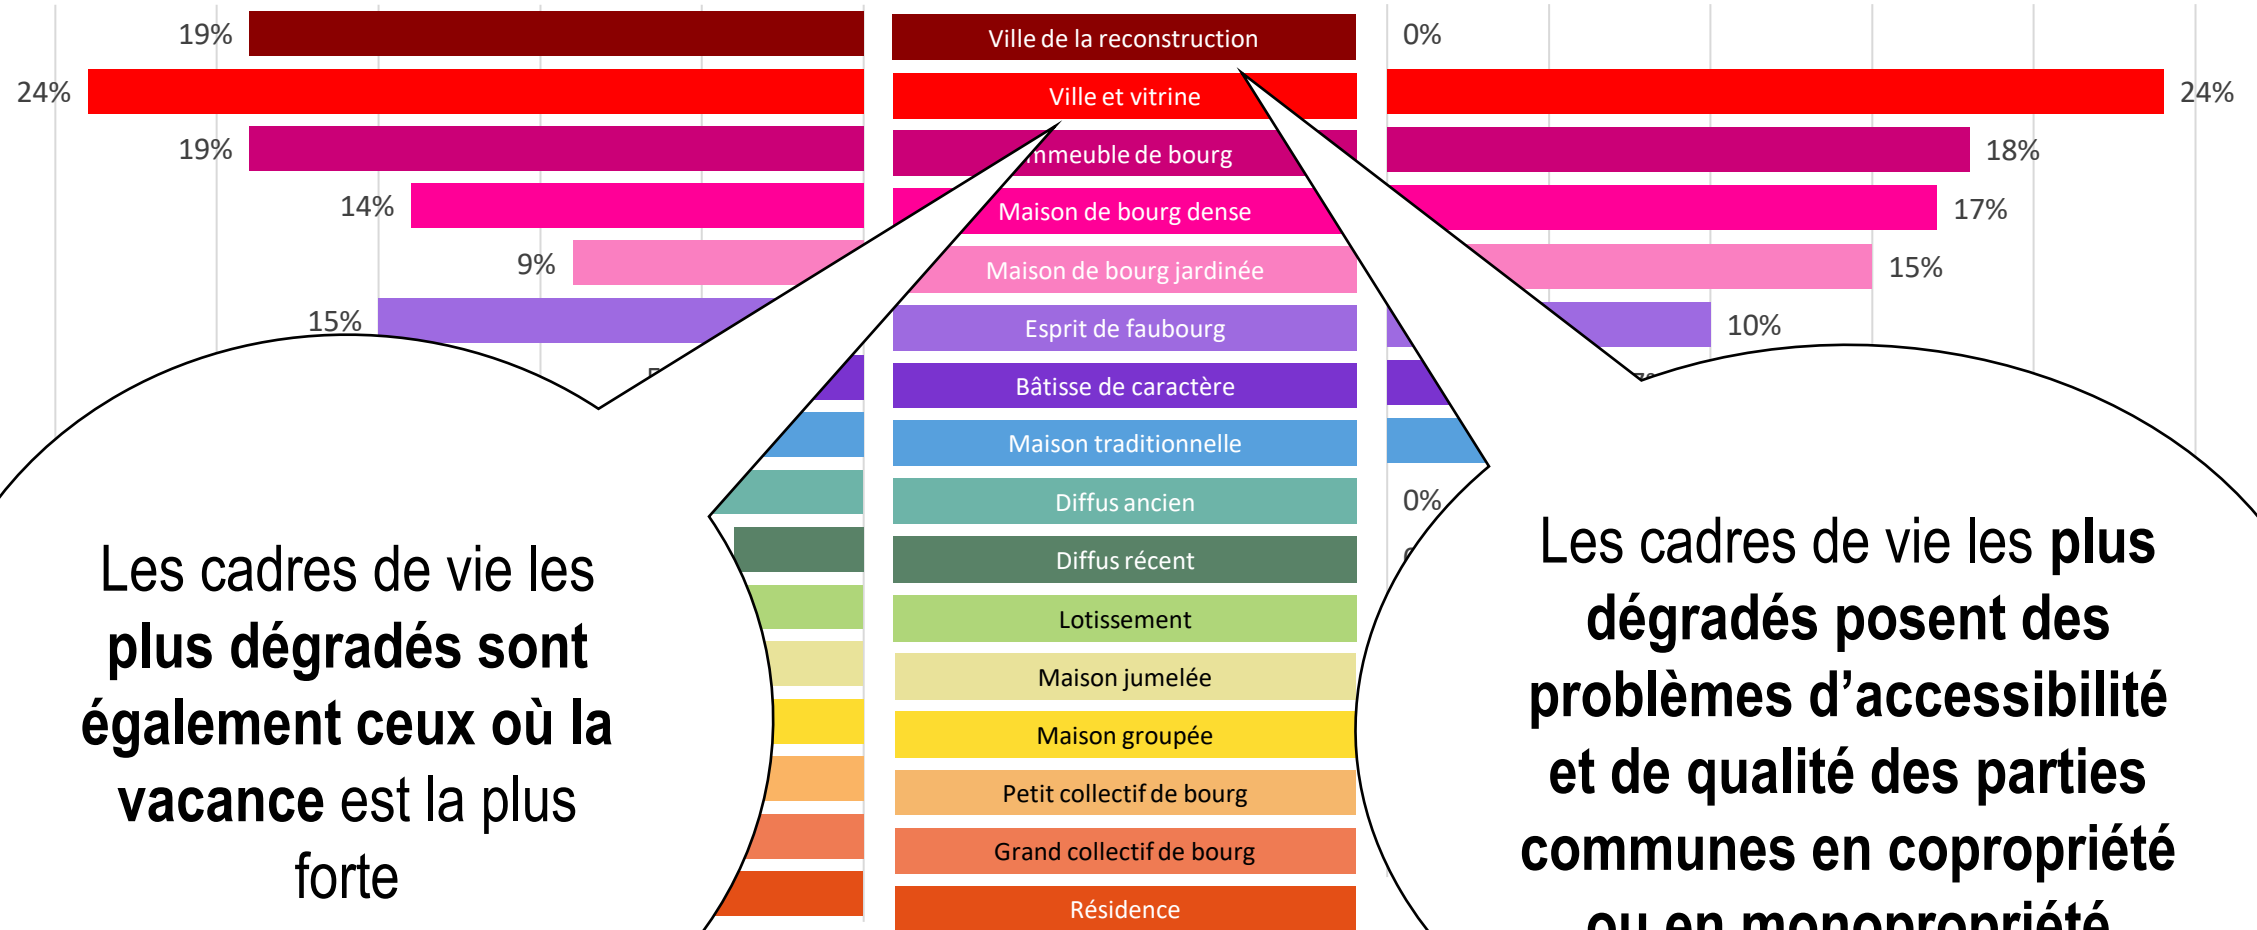 19% Ville de la reconstruction 0%
24% Ville et vitrine 24%
19% mmeuble de bourg 18%
14% Maison de bourg dense 17%
9% Maison de bourg jardinée 15%
15% Esprit de faubourg 10%
Bâtisse de caractère
Maison traditionnelle
Diffus ancien 0%
Diffus récent
Lotissement
Maison jumelée
Maison groupée
Petit collectif de bourg
Grand collectif de bourg
Résidence
Les cadres de vie les
plus dégradés sont
également ceux où la
vacance est la plus
forte
Les cadres de vie les plus
dégradés posent des
problèmes d’accessibilité
et de qualité des parties
communes en copropriété
ou en monopropriété